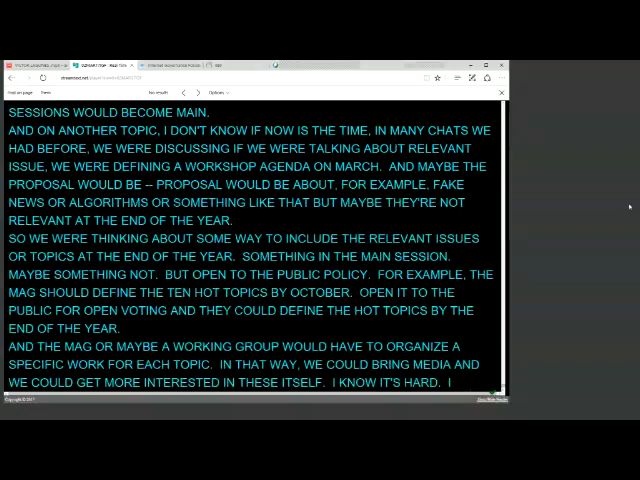 streamtext.net
Find on page
No results
Options
SESSIONS WOULD BECOME MAIN.
AND ON ANOTHER TOPIC, I DON'T KNOW IF NOW IS THE TIME, IN MANY CHATS WE
HAD BEFORE, WE WERE DISCUSSING IF WE WERE TALKING ABOUT RELEVANT
ISSUE, WE WERE DEFINING A WORKSHOP AGENDA ON MARCH.  AND MAYBE THE
PROPOSAL WOULD BE -- PROPOSAL WOULD BE ABOUT, FOR EXAMPLE, FAKE
NEWS OR ALGORITHMS OR SOMETHING LIKE THAT BUT MAYBE THEY'RE NOT
RELEVANT AT THE END OF THE YEAR.
SO WE WERE THINKING ABOUT SOME WAY TO INCLUDE THE RELEVANT ISSUES
OR TOPICS AT THE END OF THE YEAR.  SOMETHING IN THE MAIN SESSION.
MAYBE SOMETHING NOT.  BUT OPEN TO THE PUBLIC POLICY.  FOR EXAMPLE, THE
MAG SHOULD DEFINE THE TEN HOT TOPICS BY OCTOBER.  OPEN IT TO THE
PUBLIC FOR OPEN VOTING AND THEY COULD DEFINE THE HOT TOPICS BY THE
END OF THE YEAR.
AND THE MAG OR MAYBE A WORKING GROUP WOULD HAVE TO ORGANIZE A
SPECIFIC WORK FOR EACH TOPIC.  IN THAT WAY, WE COULD BRING MEDIA AND
WE COULD GET MORE INTERESTED IN THESE ITSELF.  I KNOW IT'S HARD.  I